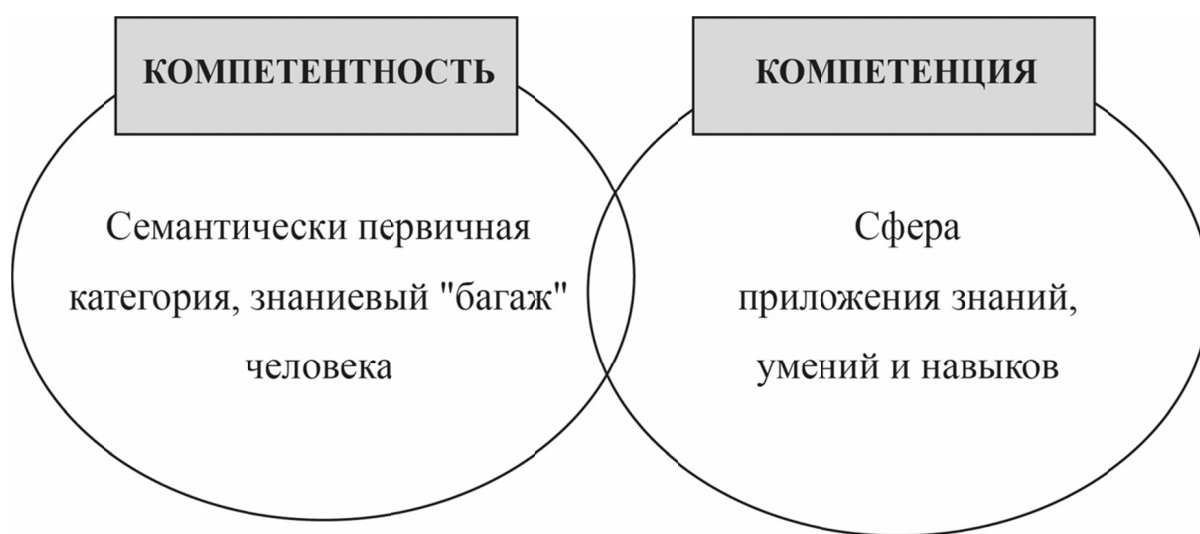 КОМПЕТЕНТНОСТЬ
Семантически первичная
категория, знаниевый "багаж"
человека
КОМПЕТЕНЦИЯ
Сфера
приложения знаний,
умений и навыков